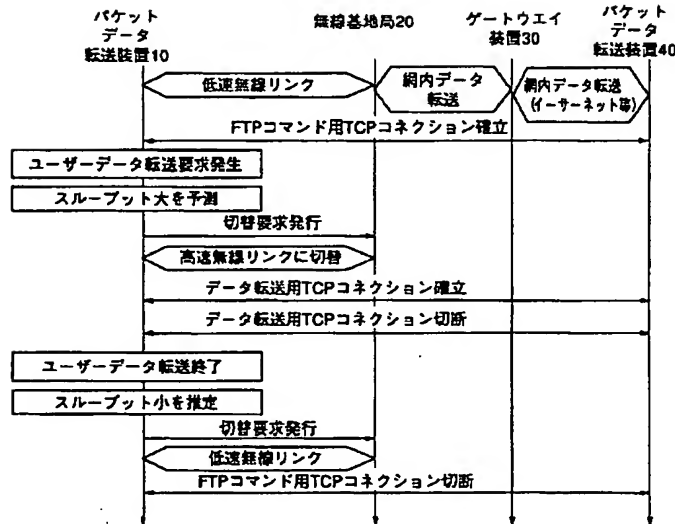 パケット
データ
転送装置10
無線基地局20
ゲートウエイ
装置30
パケット
データ
転送装置40
低速無線リンク
網内データ
転送
網内データ転送
(イーサーネット等)
FTPコマンド用TCPコネクション確立
ユーザーデータ転送要求発生
スループット大を予測
切替要求発行
高速無線リンクに切替
データ転送用TCPコネクション確立
データ転送用TCPコネクション切断
ユーザーデータ転送終了
スループット小を推定
切替要求発行
低速無線リンク
FTPコマンド用TCPコネクション切断